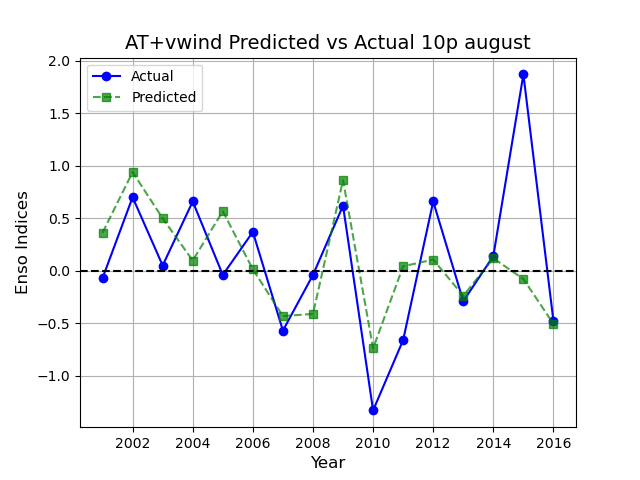 AT+vwind Predicted vs Actual 10p august
Actual
Predicted
Enso Indices
2.0
1.5
1.0
0.5
0.0
−0.5
−1.0
2002 2004 2006 2008 2010 2012 2014 2016
Year